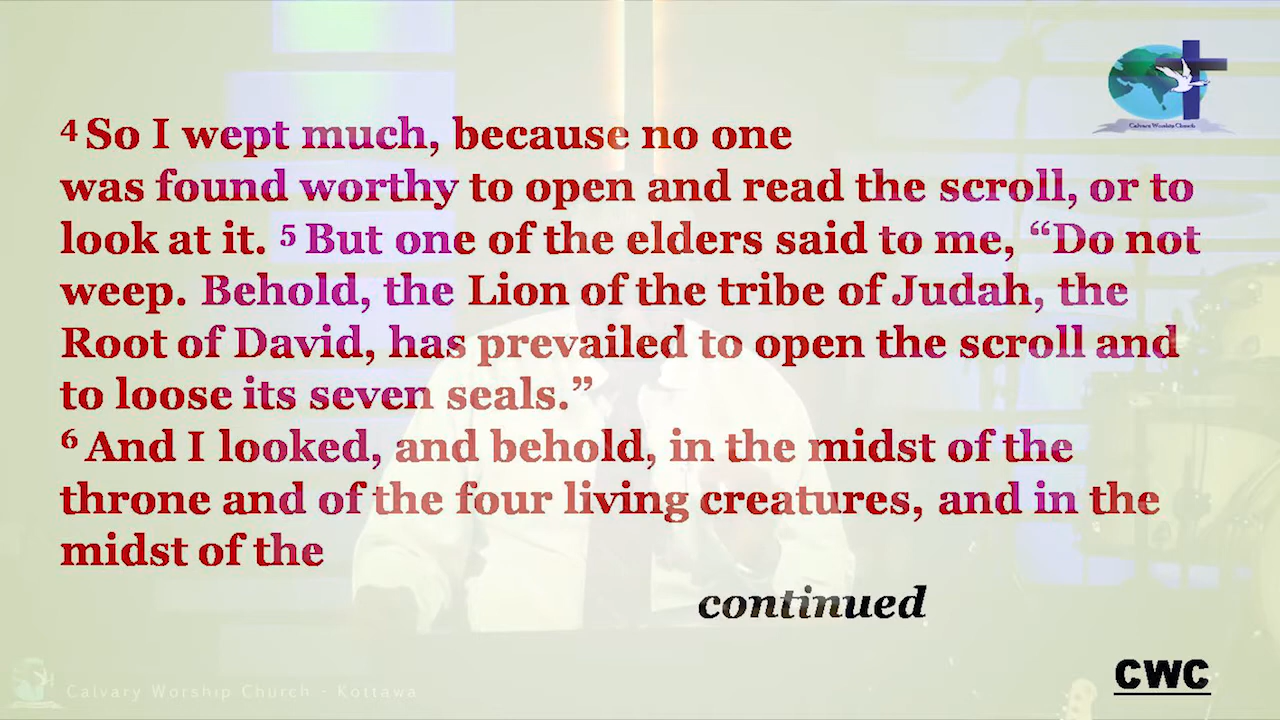 4 So I wept much, because no one
was found worthy to open and read the scroll, or to
look at it. 5 But one of the elders said to me, “Do not
weep. Behold, the Lion of the tribe of Judah, the
Root of David, has prevailed to open the scroll and
to loose its seven seals.”
6 And I looked, and behold, in the midst of the
throne and of the four living creatures, and in the
midst of the
continued
Calvary Worship Church
CWC
Calvary Worship Church - Kottawa